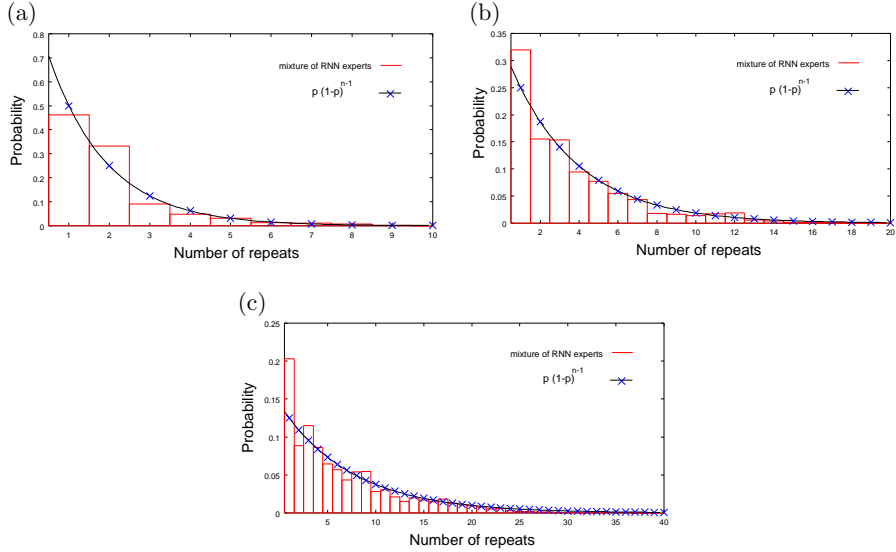 (a)
0.8
0.7
0.6
0.5
0.4
0.3
0.2
0.1
0
Probability
mixture of RNN experts
p (1-p)^{n-1}
1 2 3 4 5 6 7 8 9 10
Number of repeats
(b)
0.35
0.3
0.25
0.2
0.15
0.1
0.05
0
Probability
mixture of RNN experts
p (1-p)^{n-1}
2 4 6 8 10 12 14 16 18 20
Number of repeats
(c)
0.25
0.2
0.15
0.1
0.05
0
Probability
mixture of RNN experts
p (1-p)^{n-1}
5 10 15 20 25 30 35 40
Number of repeats